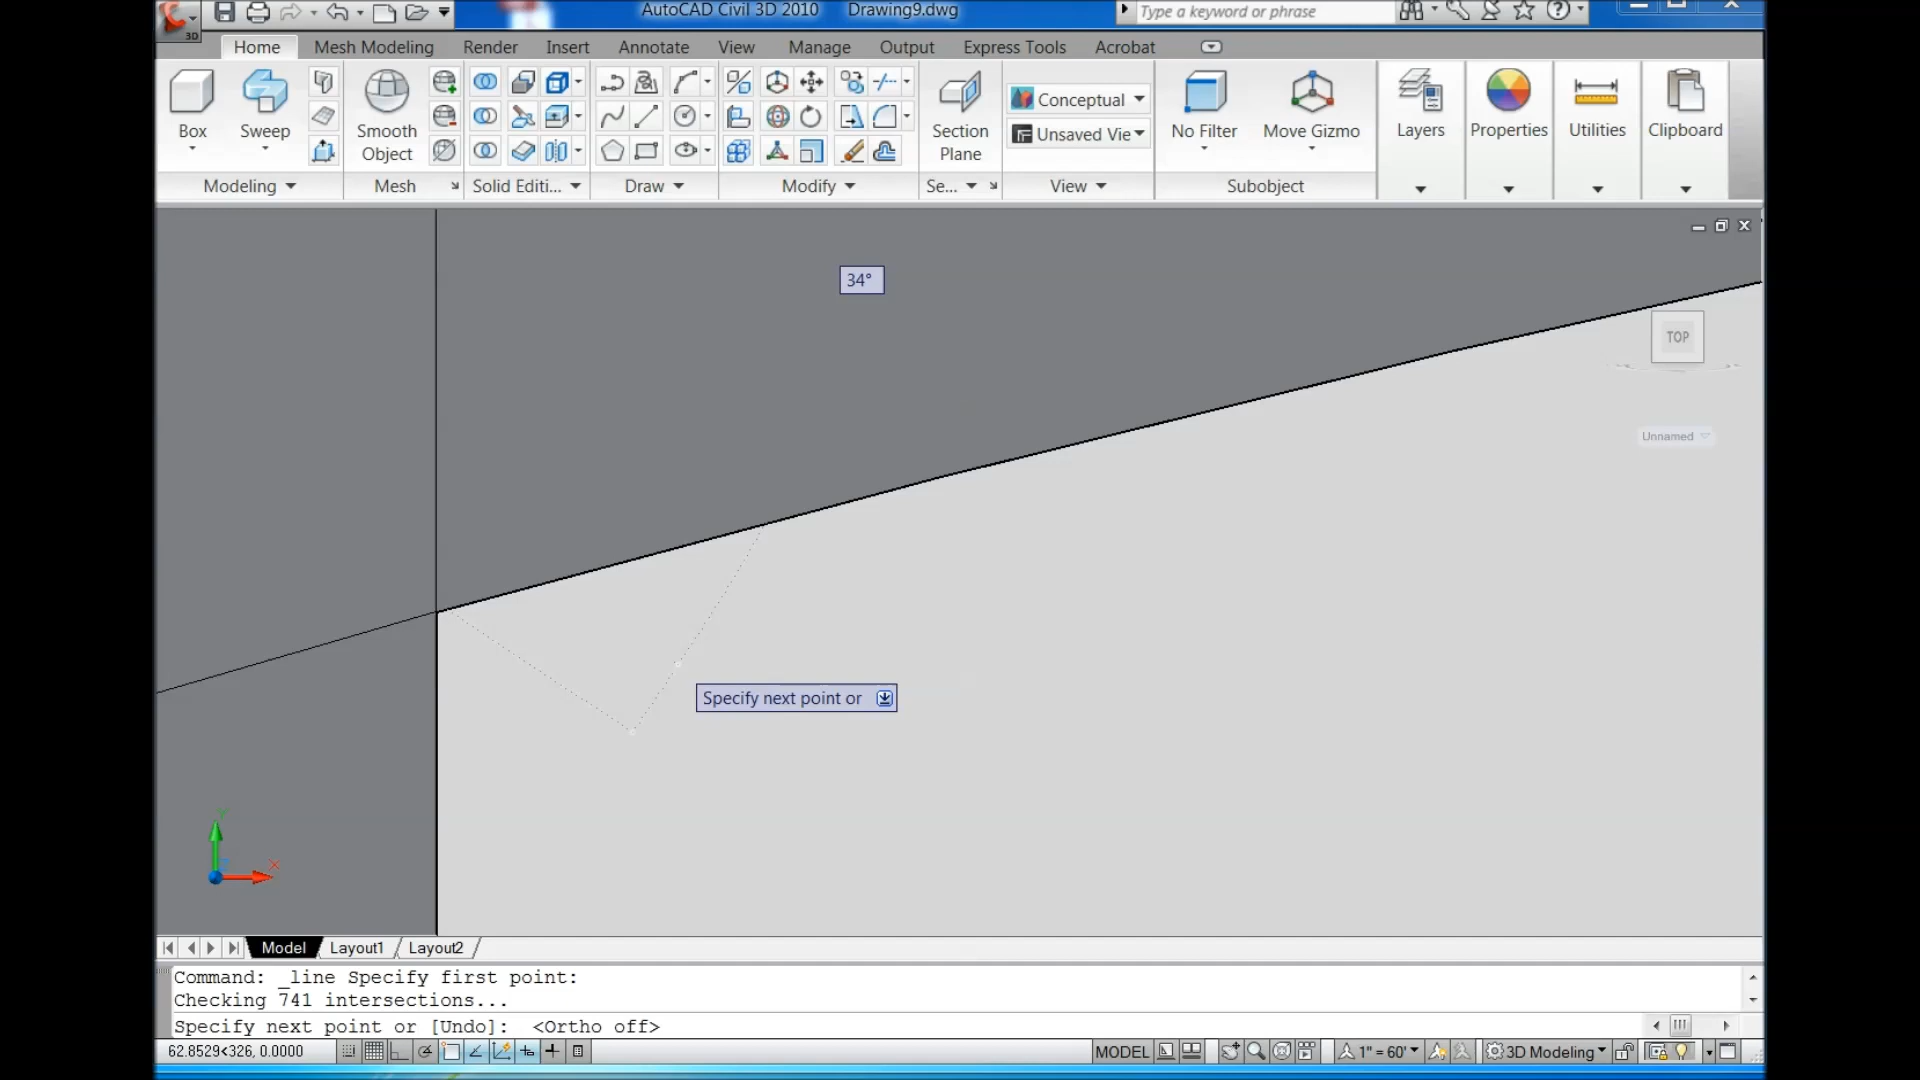 AutoCAD Civil 3D 2010 Drawing9.dwg
Type a keyword or phrase
3D
Home Mesh Modeling Render Insert Annotate View Manage Output Express Tools Acrobat
Box
Sweep
Smooth Object
Section Plane
Conceptual
Unsaved Vie
No Filter
Move Gizmo
Layers
Properties
Utilities
Clipboard
Modeling
Mesh
Solid Editi...
Draw
Modify
Se...
View
Subobject
34°
TOP
Unnamed
Specify next point or
Y
X
Model Layout1 Layout2
Command: _line Specify first point:
Checking 741 intersections...
Specify next point or [Undo]: <Ortho off>
62.8529<326, 0.0000
MODEL
1" = 60'
3D Modeling